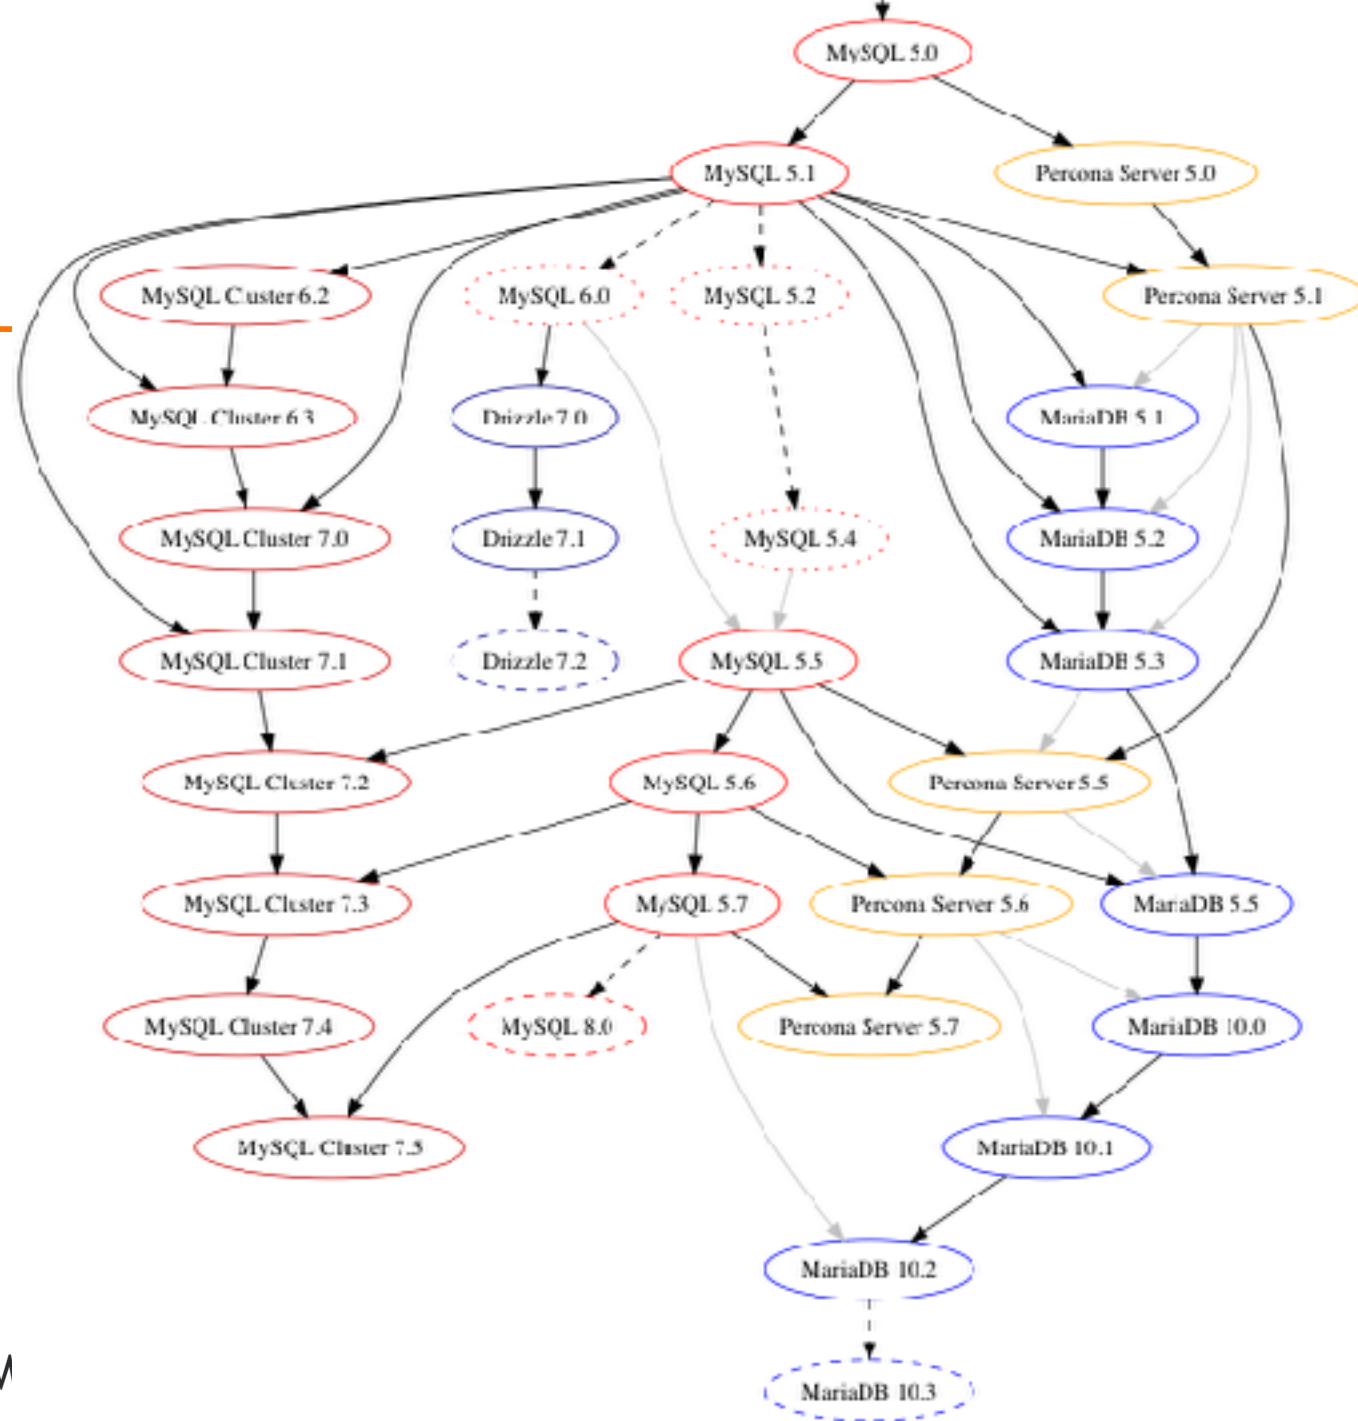 MySQL 5.0
MySQL 5.1
Percona Server 5.0
MySQL Cluster 6.2
MySQL 6.0
MySQL 5.2
Percona Server 5.1
MySQL Cluster 6.3
Drizzle 7.0
MariaDB 5.1
MySQL Cluster 7.0
Drizzle 7.1
MySQL 5.4
MariaDB 5.2
MySQL Cluster 7.1
Drizzle 7.2
MySQL 5.5
MariaDB 5.3
MySQL Cluster 7.2
MySQL 5.6
Percona Server 5.5
MySQL Cluster 7.3
MySQL 5.7
Percona Server 5.6
MariaDB 5.5
MySQL Cluster 7.4
MySQL 8.0
Percona Server 5.7
MariaDB 10.0
MySQL Cluster 7.5
MariaDB 10.1
MariaDB 10.2
MariaDB 10.3